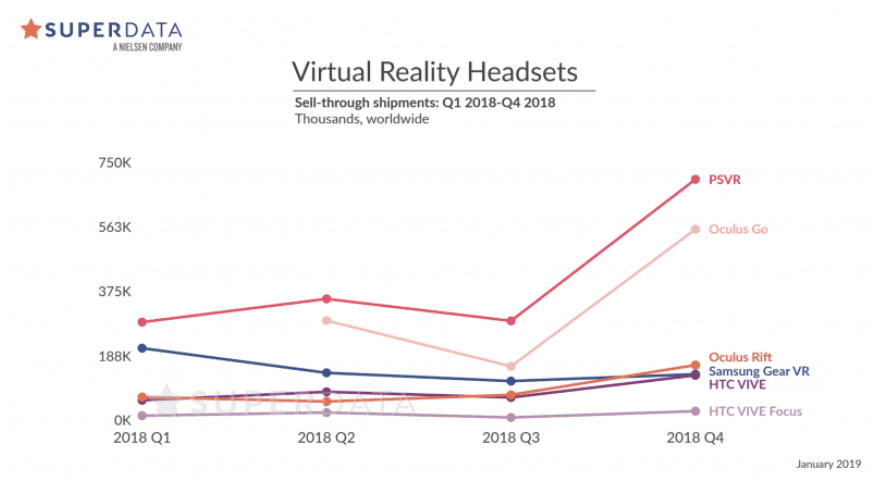 SUPERDATA
A NIELSEN COMPANY
Virtual Reality Headsets
Sell-through shipments: Q1 2018-Q4 2018
Thousands, worldwide
750K
563K
375K
188K
0K
PSVR
Oculus Go
Oculus Rift
Samsung Gear VR
HTC VIVE
HTC VIVE Focus
SUPERDATA
2018 Q1
2018 Q2
2018 Q3
2018 Q4
January 2019